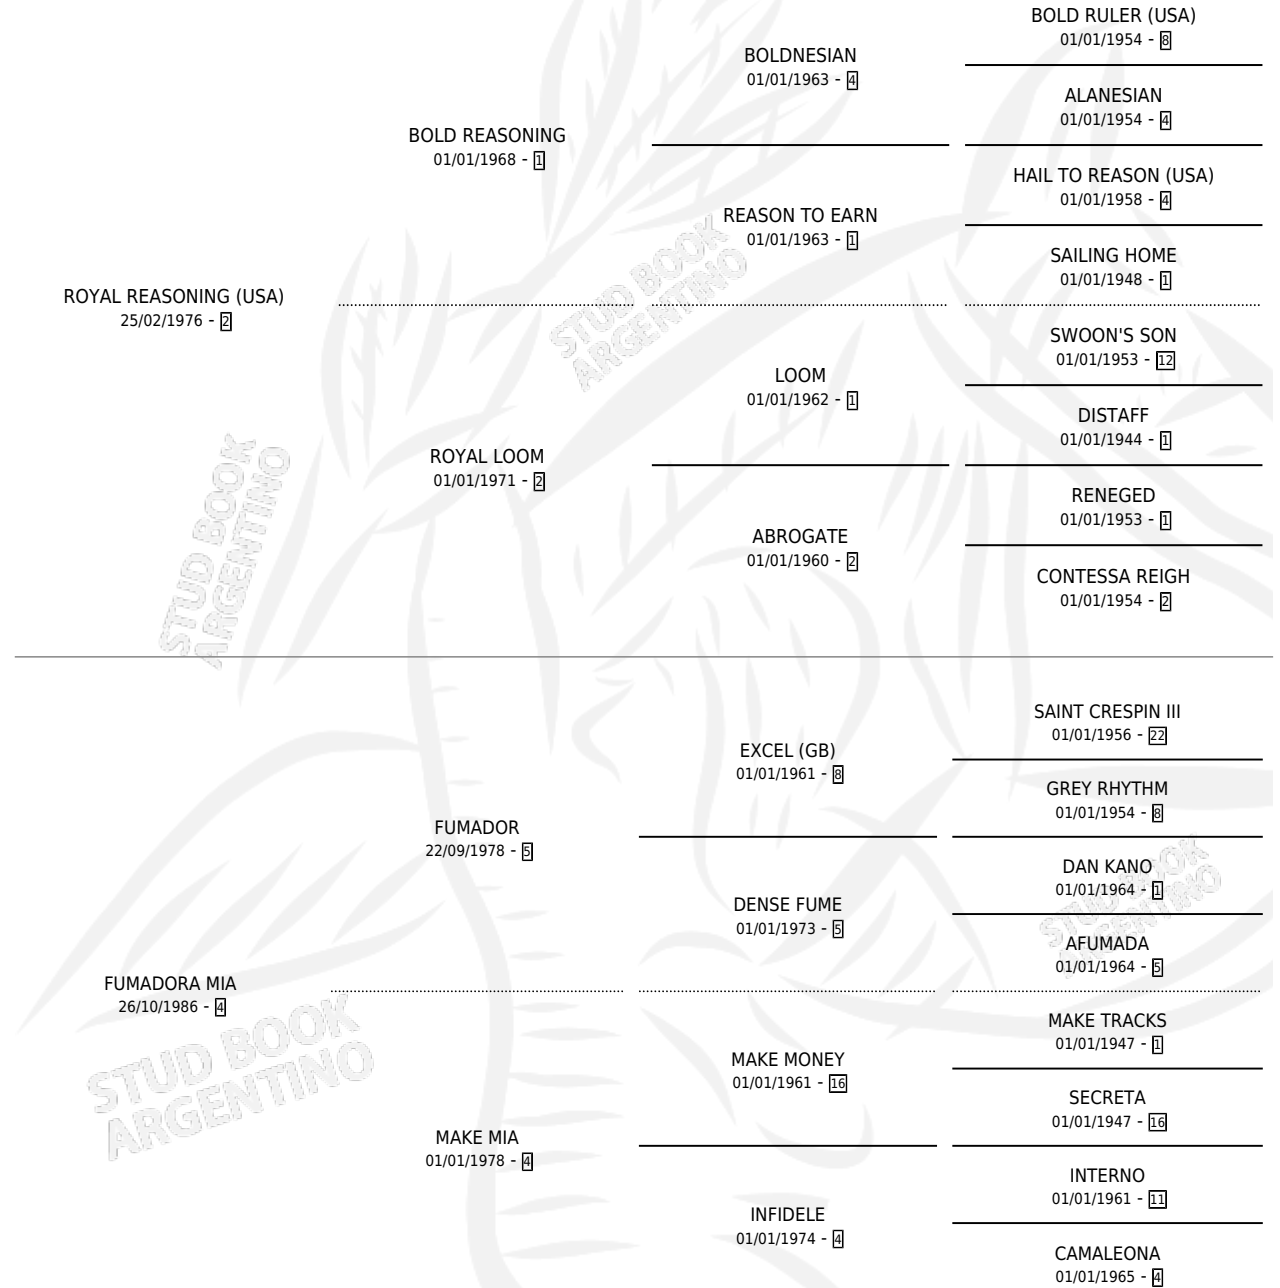 BOLD RULER (USA)
01/01/1954 - 8
BOLDNESIAN
01/01/1963 - 4
ALANESIAN
01/01/1954 - 4
BOLD REASONING
01/01/1968 - 1
HAIL TO REASON (USA)
01/01/1958 - 4
REASON TO EARN
01/01/1963 - 1
SAILING HOME
01/01/1948 - 1
ROYAL REASONING (USA)
25/02/1976 - 2
STUD BOOK
ARGENTINO
SWOON'S SON
01/01/1953 - 12
LOOM
01/01/1962 - 1
DISTAFF
01/01/1944 - 1
ROYAL LOOM
01/01/1971 - 2
RENEGED
01/01/1953 - 1
ABROGATE
01/01/1960 - 2
CONTESSA REIGH
01/01/1954 - 2
STUD BOOK
ARGENTINO
SAINT CRESPIN III
01/01/1956 - 22
EXCEL (GB)
01/01/1961 - 8
GREY RHYTHM
01/01/1954 - 8
FUMADOR
22/09/1978 - 5
DAN KANO
01/01/1964 - 1
DENSE FUME
01/01/1973 - 5
AFUMADA
01/01/1964 - 5
STUD BOOK
ARGENTINO
FUMADORA MIA
26/10/1986 - 4
MAKE TRACKS
01/01/1947 - 1
MAKE MONEY
01/01/1961 - 16
SECRETA
01/01/1947 - 16
STUD BOOK
ARGENTINO
MAKE MIA
01/01/1978 - 4
INTERNO
01/01/1961 - 11
INFIDELE
01/01/1974 - 4
CAMALEONA
01/01/1965 - 4